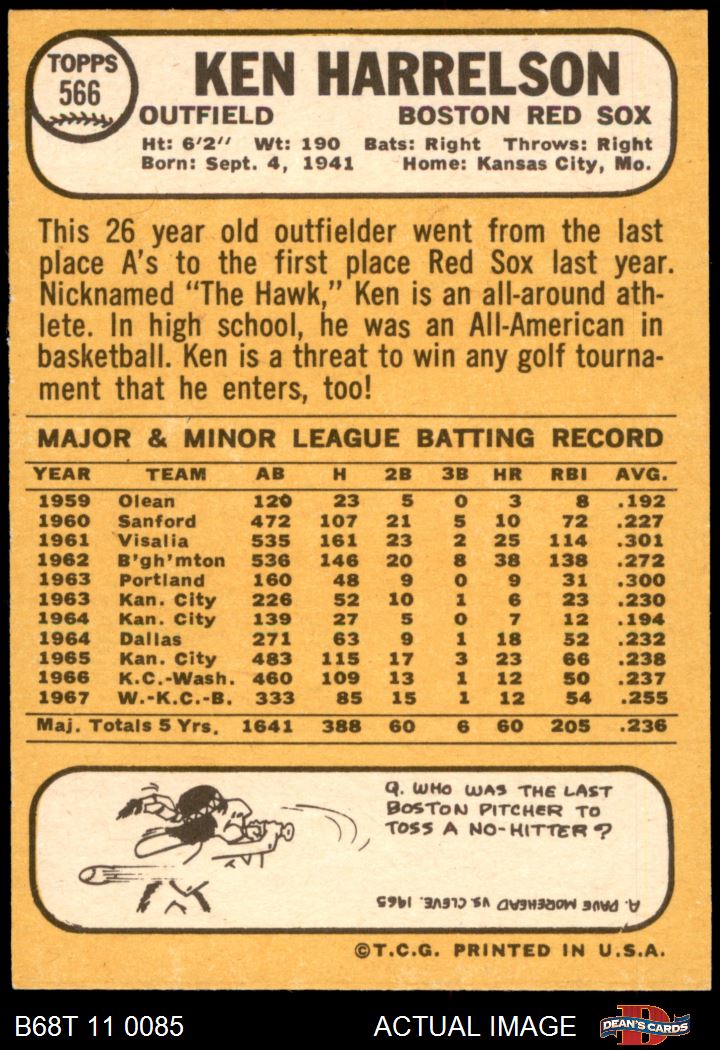 TOPPS
566
KEN HARRELSON
OUTFIELD BOSTON RED SOX
Ht: 6'2" Wt: 190 Bats: Right Throws: Right
Born: Sept. 4, 1941 Home: Kansas City, Mo.
This 26 year old outfielder went from the last
place A's to the first place Red Sox last year.
Nicknamed "The Hawk," Ken is an all-around ath-
lete. In high school, he was an All-American in
basketball. Ken is a threat to win any golf tourna-
ment that he enters, too!
MAJOR & MINOR LEAGUE BATTING RECORD
YEAR TEAM AB H 2B 3B HR RBI AVG.
1959 Olean 120 23 5 0 3 8 .192
1960 Sanford 472 107 21 5 10 72 .227
1961 Visalia 535 161 23 2 25 114 .301
1962 B'gh'mton 536 146 20 8 38 138 .272
1963 Portland 160 48 9 0 9 31 .300
1963 Kan. City 226 52 10 1 6 23 .230
1964 Kan. City 139 27 5 0 7 12 .194
1964 Dallas 271 63 9 1 18 52 .232
1965 Kan. City 483 115 17 3 23 66 .238
1966 K.C.-Wash. 460 109 13 1 12 50 .237
1967 W.-K.C.-B. 333 85 15 1 12 54 .255
Maj. Totals 5 Yrs. 1641 388 60 6 60 205 .236
Q. WHO WAS THE LAST
BOSTON PITCHER TO
TOSS A NO-HITTER?
A. DAVE MOREHEAD VS. CLEVE. 1965
©T.C.G. PRINTED IN U.S.A.
B68T 11 0085 ACTUAL IMAGE D DEAN'S CARDS